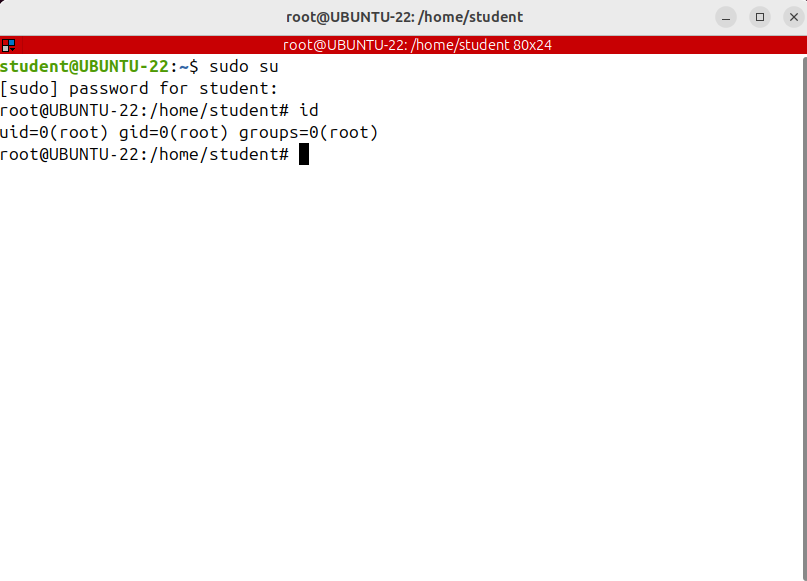 root@UBUNTU-22: /home/student
root@UBUNTU-22: /home/student 80x24
student@UBUNTU-22:~$ sudo su
[sudo] password for student:
root@UBUNTU-22:/home/student# id
uid=0(root) gid=0(root) groups=0(root)
root@UBUNTU-22:/home/student#